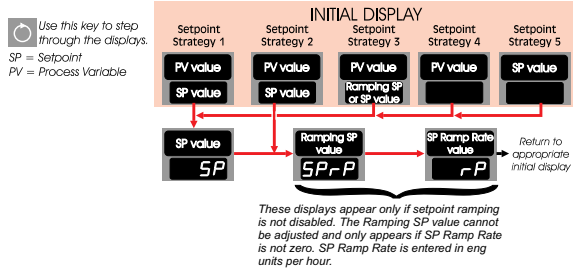 INITIAL DISPLAY
Use this key to step
through the displays.
SP = Setpoint
PV = Process Variable
Setpoint
Strategy 1
Setpoint
Strategy 2
Setpoint
Strategy 3
Setpoint
Strategy 4
Setpoint
Strategy 5
PV value
SP value
PV value
SP value
PV value
Ramping SP
or SP value
PV value
SP value
SP value
SP
Ramping SP
value
SPrP
SP Ramp Rate
value
rP
Return to
appropriate
initial display
These displays appear only if setpoint ramping
is not disabled. The Ramping SP value cannot
be adjusted and only appears if SP Ramp Rate
is not zero. SP Ramp Rate is entered in eng
units per hour.